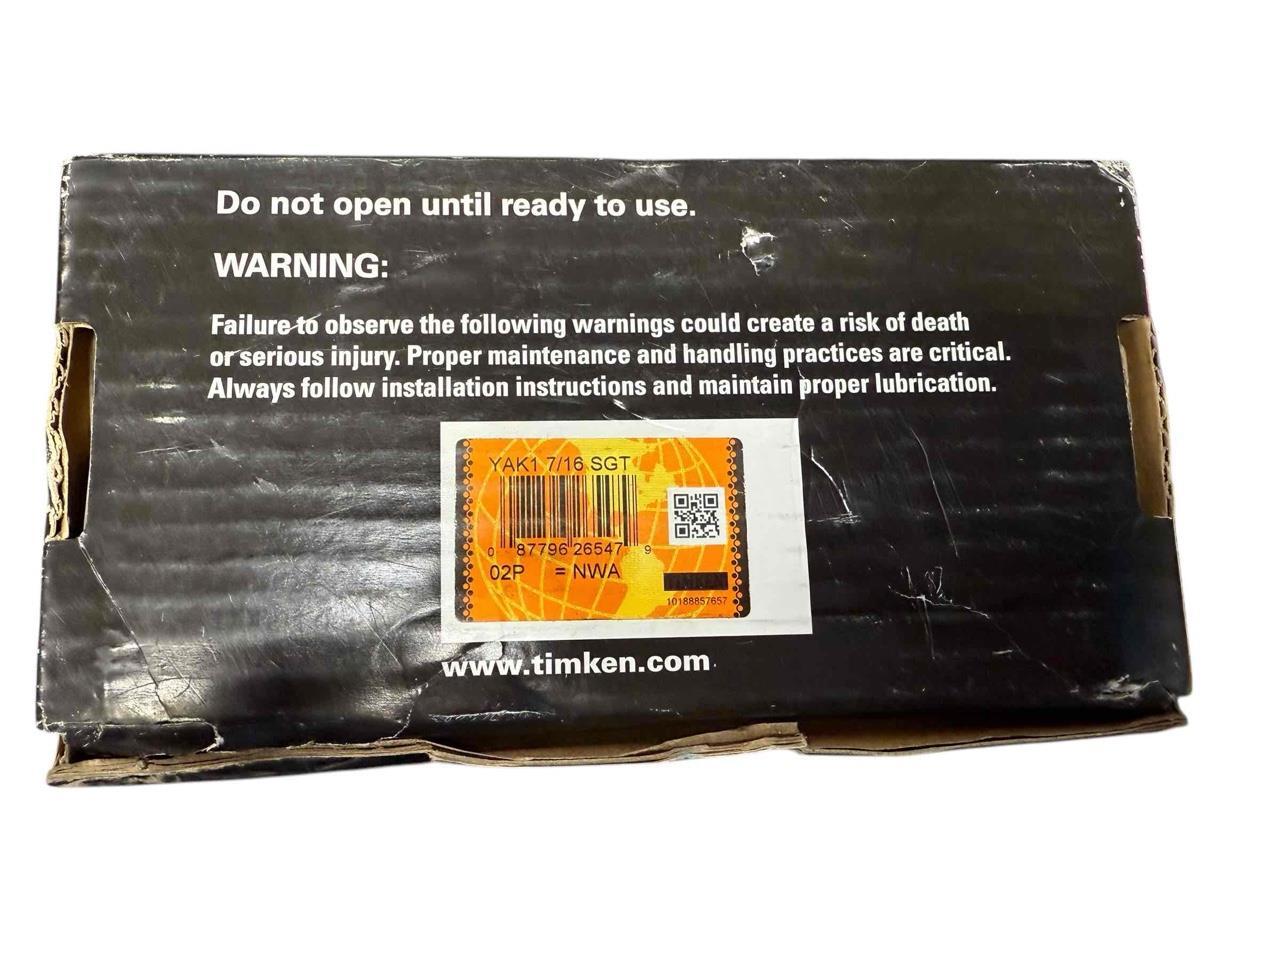 Do not open until ready to use.
WARNING:
Failure to observe the following warnings could create a risk of death
or serious injury. Proper maintenance and handling practices are critical.
Always follow installation instructions and maintain proper lubrication.
YAK1 7/16 SGT
0 87796 26547 9
02P = NWA
TIMKEN
10188857657
www.timken.com